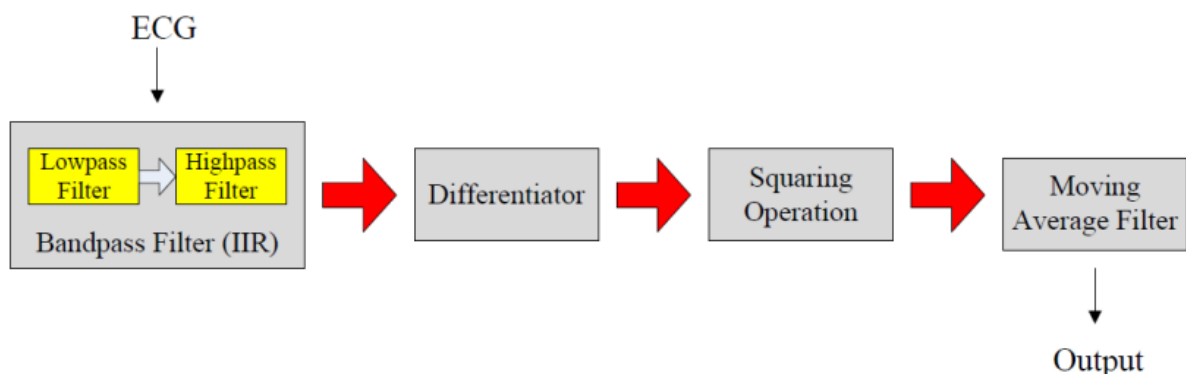 ECG
Lowpass
Filter
Highpass
Filter
Bandpass Filter (IIR)
Differentiator
Squaring
Operation
Moving
Average Filter
Output